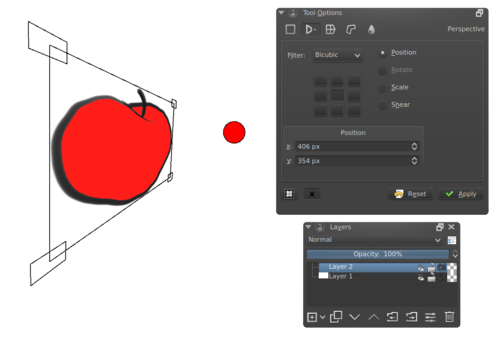 Tool Options
Perspective
Filter: Bicubic
Position
Rotate
Scale
Shear
Position
x: 406 px
y: 354 px
Reset
Apply
Layers
Normal
Opacity: 100%
Layer 2
Layer 1